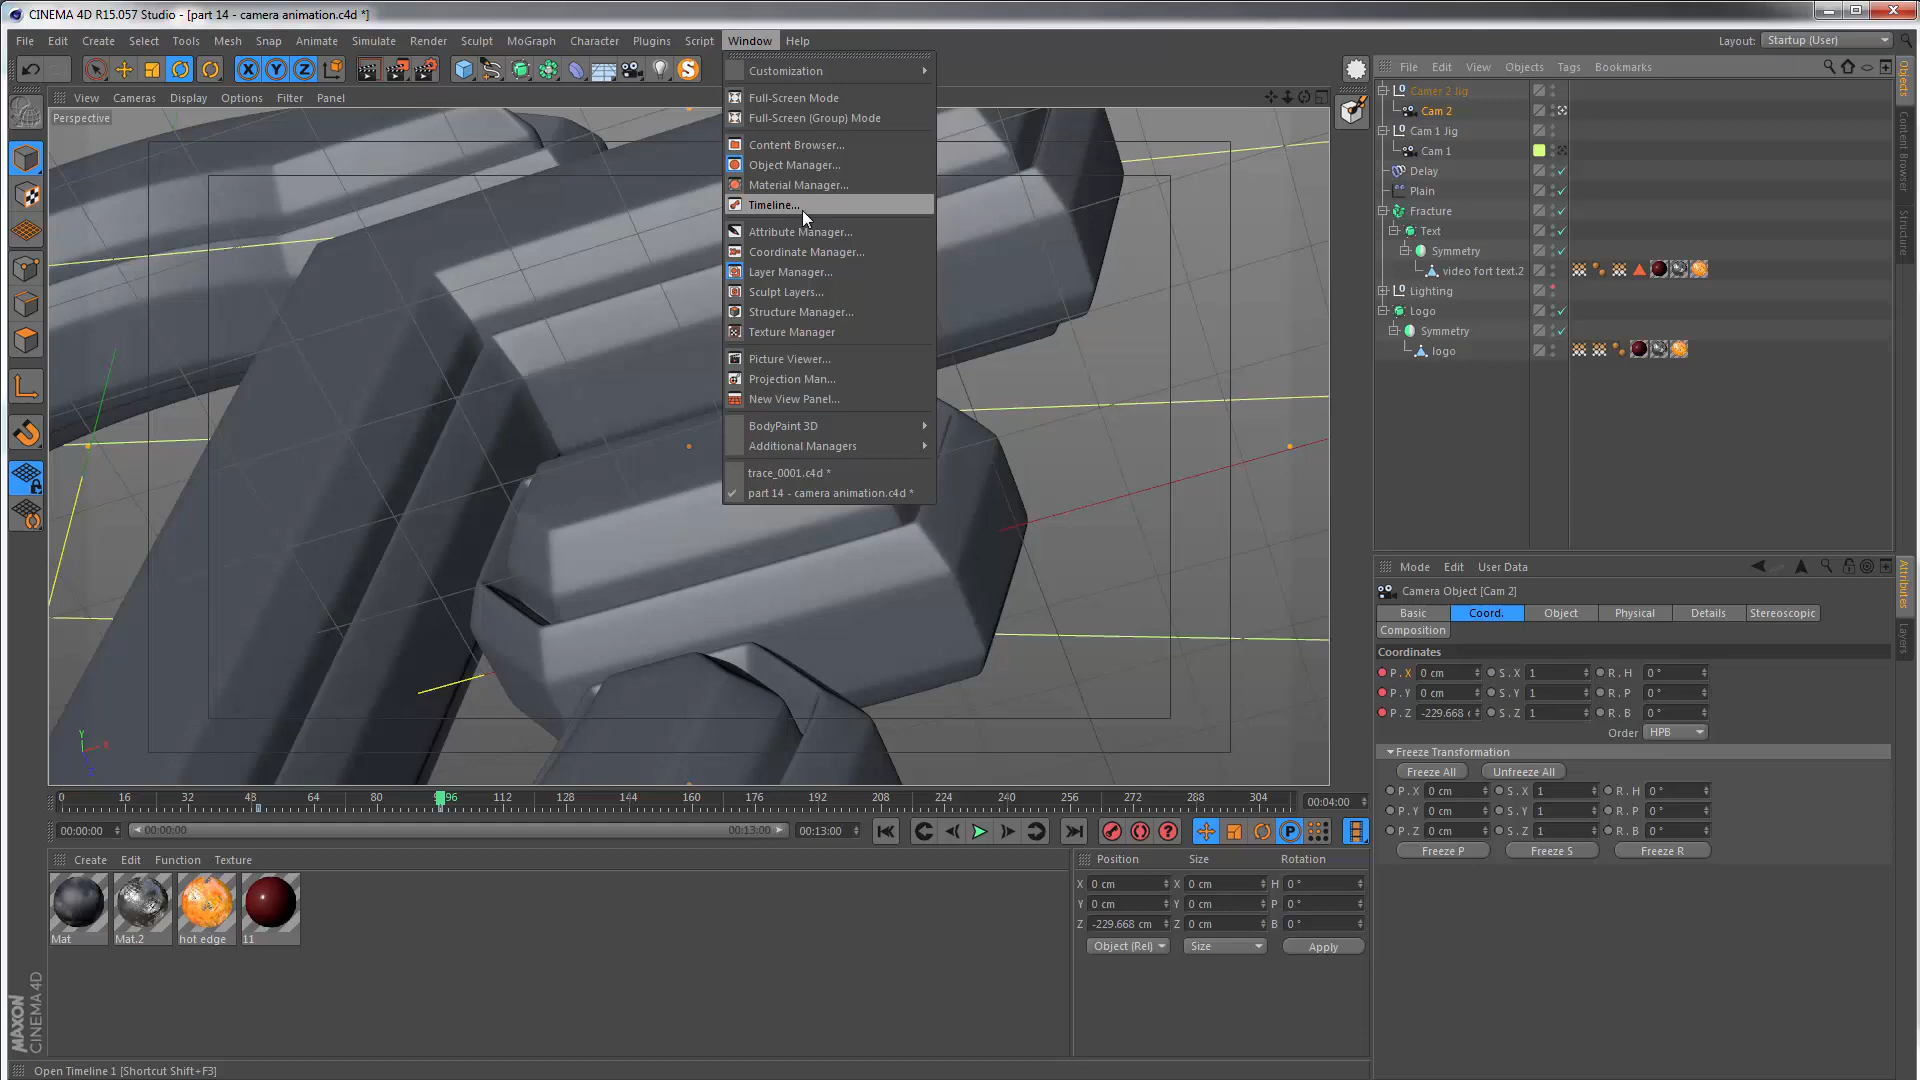 CINEMA 4D R15.057 Studio - [part 14 - camera animation.c4d *]
File Edit Create Select Tools Mesh Snap Animate Simulate Render Sculpt MoGraph Character Plugins Script Window Help
Layout: Startup (User)
View Cameras Display Options Filter Panel
Perspective
Customization
Full-Screen Mode
Full-Screen (Group) Mode
Content Browser...
Object Manager...
Material Manager...
Timeline...
Attribute Manager...
Coordinate Manager...
Layer Manager...
Sculpt Layers...
Structure Manager...
Texture Manager
Picture Viewer...
Projection Man...
New View Panel...
BodyPaint 3D
Additional Managers
trace_0001.c4d *
part 14 - camera animation.c4d *
File Edit View Objects Tags Bookmarks
Camer 2 Jig
Cam 2
Cam 1 Jig
Cam 1
Delay
Plain
Fracture
Text
Symmetry
video fort text.2
Lighting
Logo
Symmetry
logo
Objects
Content Browser
Structure
Mode Edit User Data
Camera Object [Cam 2]
Basic Coord. Object Physical Details Stereoscopic
Composition
Coordinates
P . X 0 cm S . X 1 R . H 0 °
P . Y 0 cm S . Y 1 R . P 0 °
P . Z -229.668 S . Z 1 R . B 0 °
Order HPB
Freeze Transformation
Freeze All Unfreeze All
P . X 0 cm S . X 1 R . H 0 °
P . Y 0 cm S . Y 1 R . P 0 °
P . Z 0 cm S . Z 1 R . B 0 °
Freeze P Freeze S Freeze R
Attributes
Layers
0 16 32 48 64 80 96 112 128 144 160 176 192 208 224 240 256 272 288 304
00:04:00
00:00:00 00:00:00 00:13:00 00:13:00
Create Edit Function Texture
Mat Mat.2 hot edge 11
Position Size Rotation
X 0 cm X 0 cm H 0 °
Y 0 cm Y 0 cm P 0 °
Z -229.668 cm Z 0 cm B 0 °
Object (Rel) Size Apply
MAXON
CINEMA 4D
Open Timeline 1 [Shortcut Shift+F3]